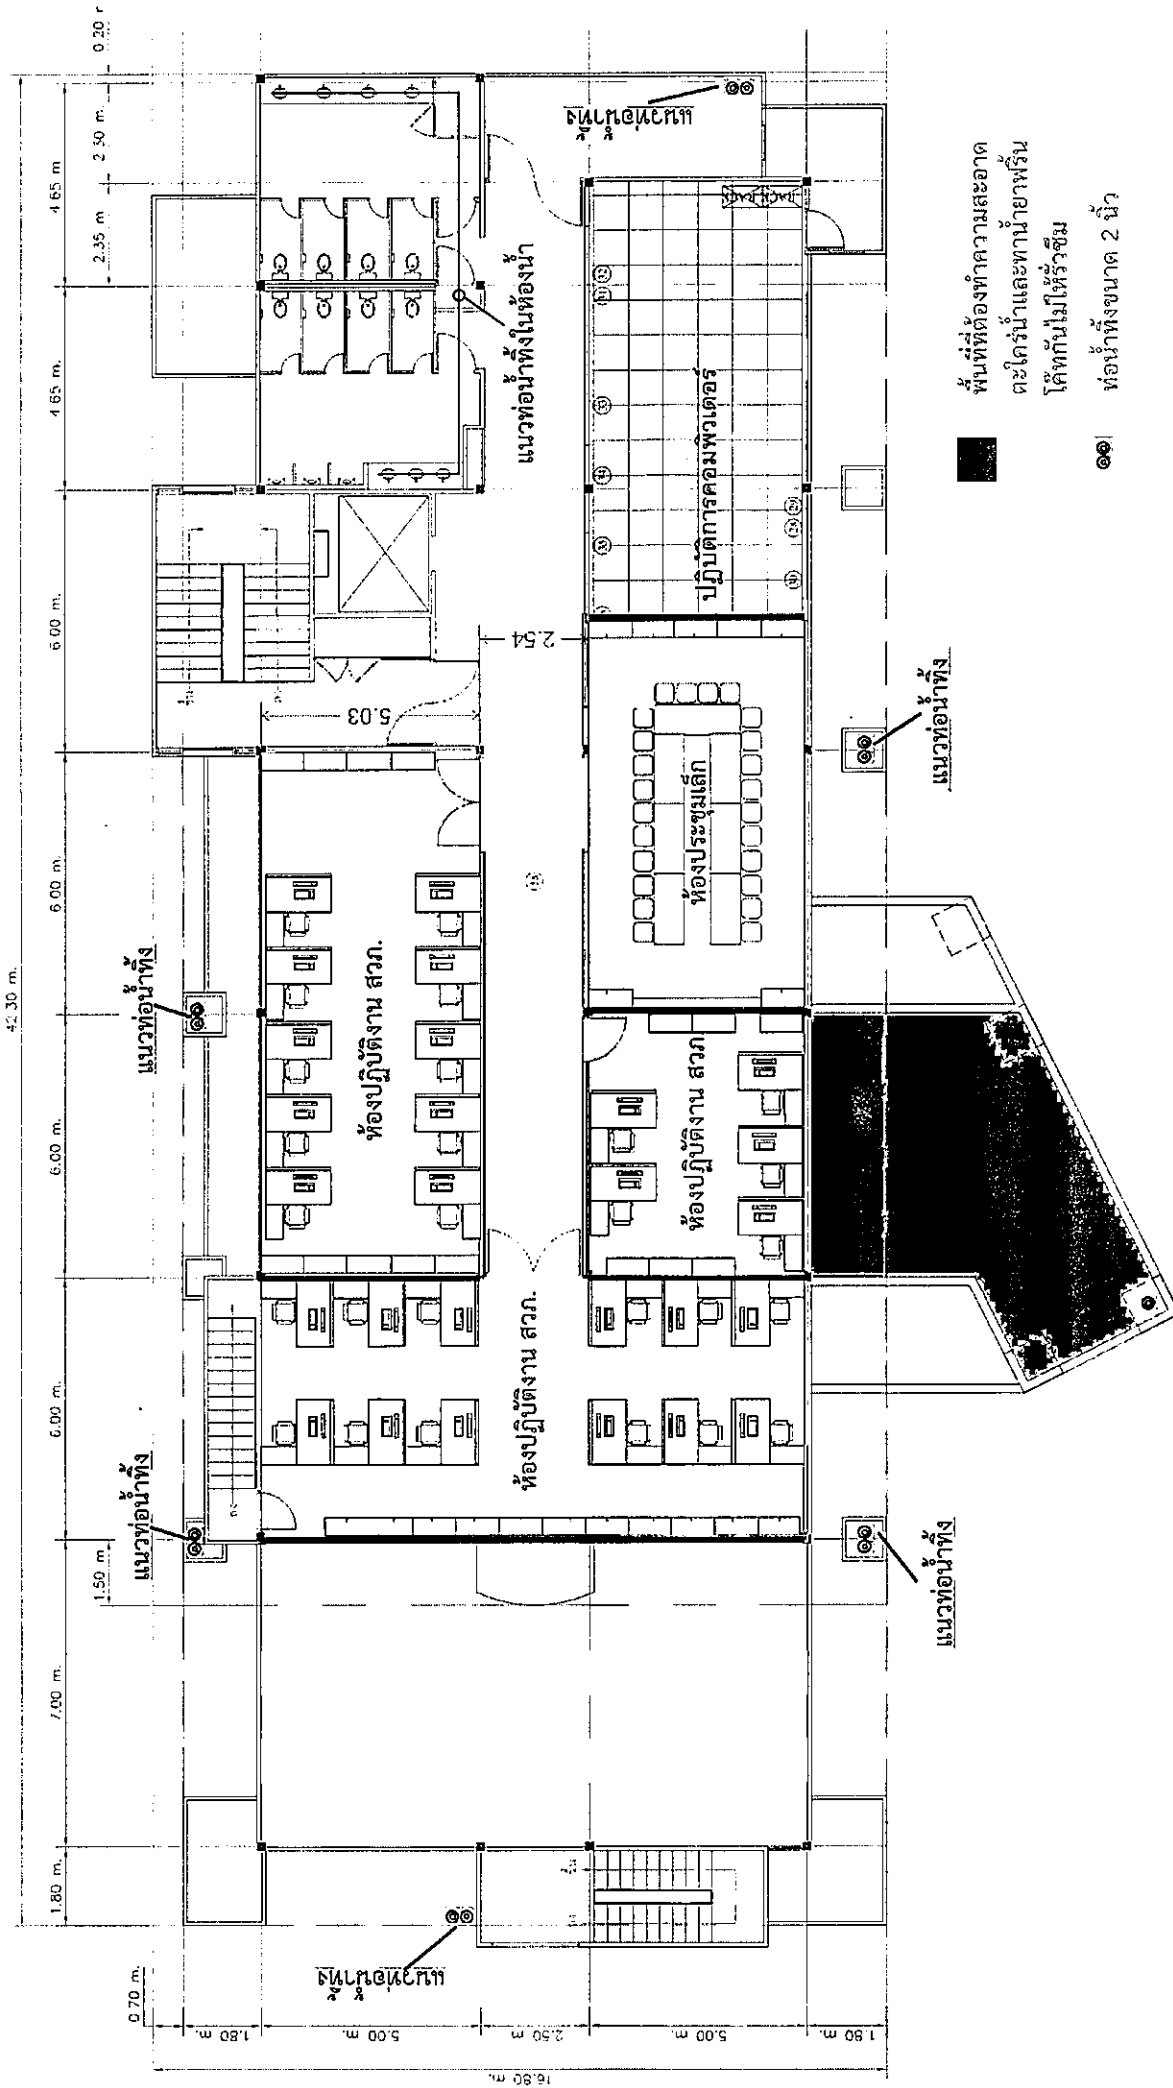 42.30 m.
1.80 m.
7.00 m.
6.00 m.
6.00 m.
6.00 m.
6.00 m.
4.65 m.
4.65 m
1.50 m.
2.35 m
2.30 m
0.70 m.
1.80 m.
5.00 m.
2.50 m
5.00 m.
1.80 m.
16.80 m.
แนวท่อน้ำทิ้ง
แนวท่อน้ำทิ้ง
แนวท่อน้ำทิ้ง
แนวท่อน้ำทิ้ง
5.03
2.54
ห้องปฏิบัติงาน สวภ.
ห้องปฏิบัติงาน สวภ.
ห้องปฏิบัติงาน สวภ
ห้องประชุมเล็ก
ปฏิบัติการคอมพิวเตอร์
แนวท่อน้ำทิ้งในห้องน้ำ
RACK
RACK
แนวท่อน้ำทิ้ง
แนวท่อน้ำทิ้ง
พื้นที่ที่ต้องทำความสะอาด
ตะไคร่น้ำและทาน้ำยาฟริ้น
โค๊ทกันไม่ให้รั่วซึม
ท่อน้ำทิ้งขนาด 2 นิ้ว